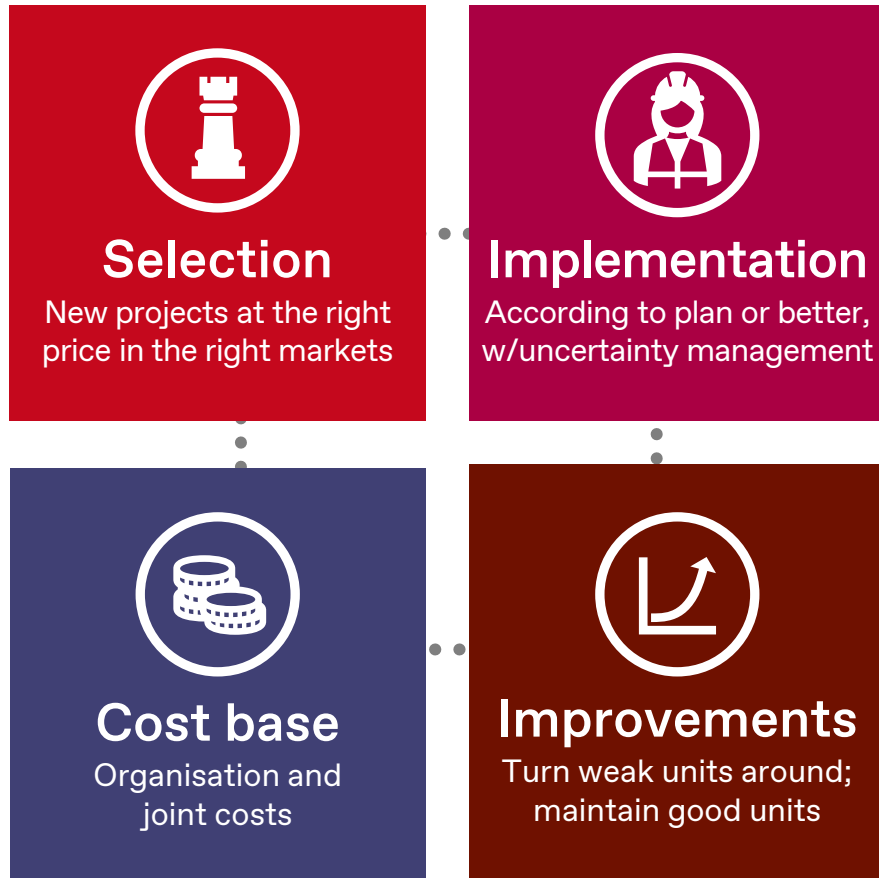 Selection
New projects at the right
price in the right markets
Implementation
According to plan or better,
w/uncertainty management
Cost base
Organisation and
joint costs
Improvements
Turn weak units around;
maintain good units